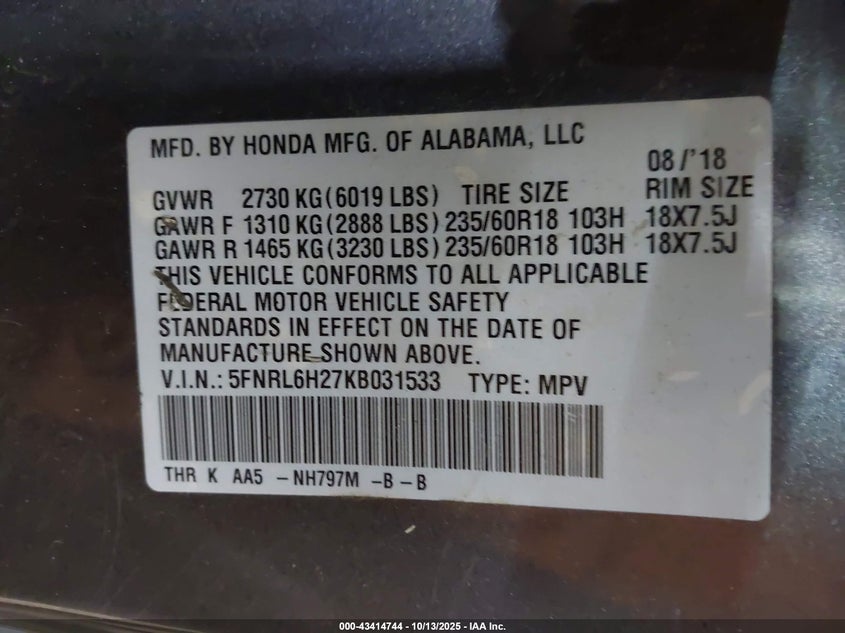 MFD. BY HONDA MFG. OF ALABAMA, LLC
08/'18
GVWR 2730 KG(6019 LBS) TIRE SIZE RIM SIZE
GAWR F 1310 KG(2888 LBS) 235/60R18 103H 18X7.5J
GAWR R 1465 KG(3230 LBS) 235/60R18 103H 18X7.5J
THIS VEHICLE CONFORMS TO ALL APPLICABLE
FEDERAL MOTOR VEHICLE SAFETY
STANDARDS IN EFFECT ON THE DATE OF
MANUFACTURE SHOWN ABOVE.
V.I.N.: 5FNRL6H27KB031533 TYPE: MPV
THR K AA5 -NH797M -B-B
000-43414744 | 10/13/2025 - IAA Inc.